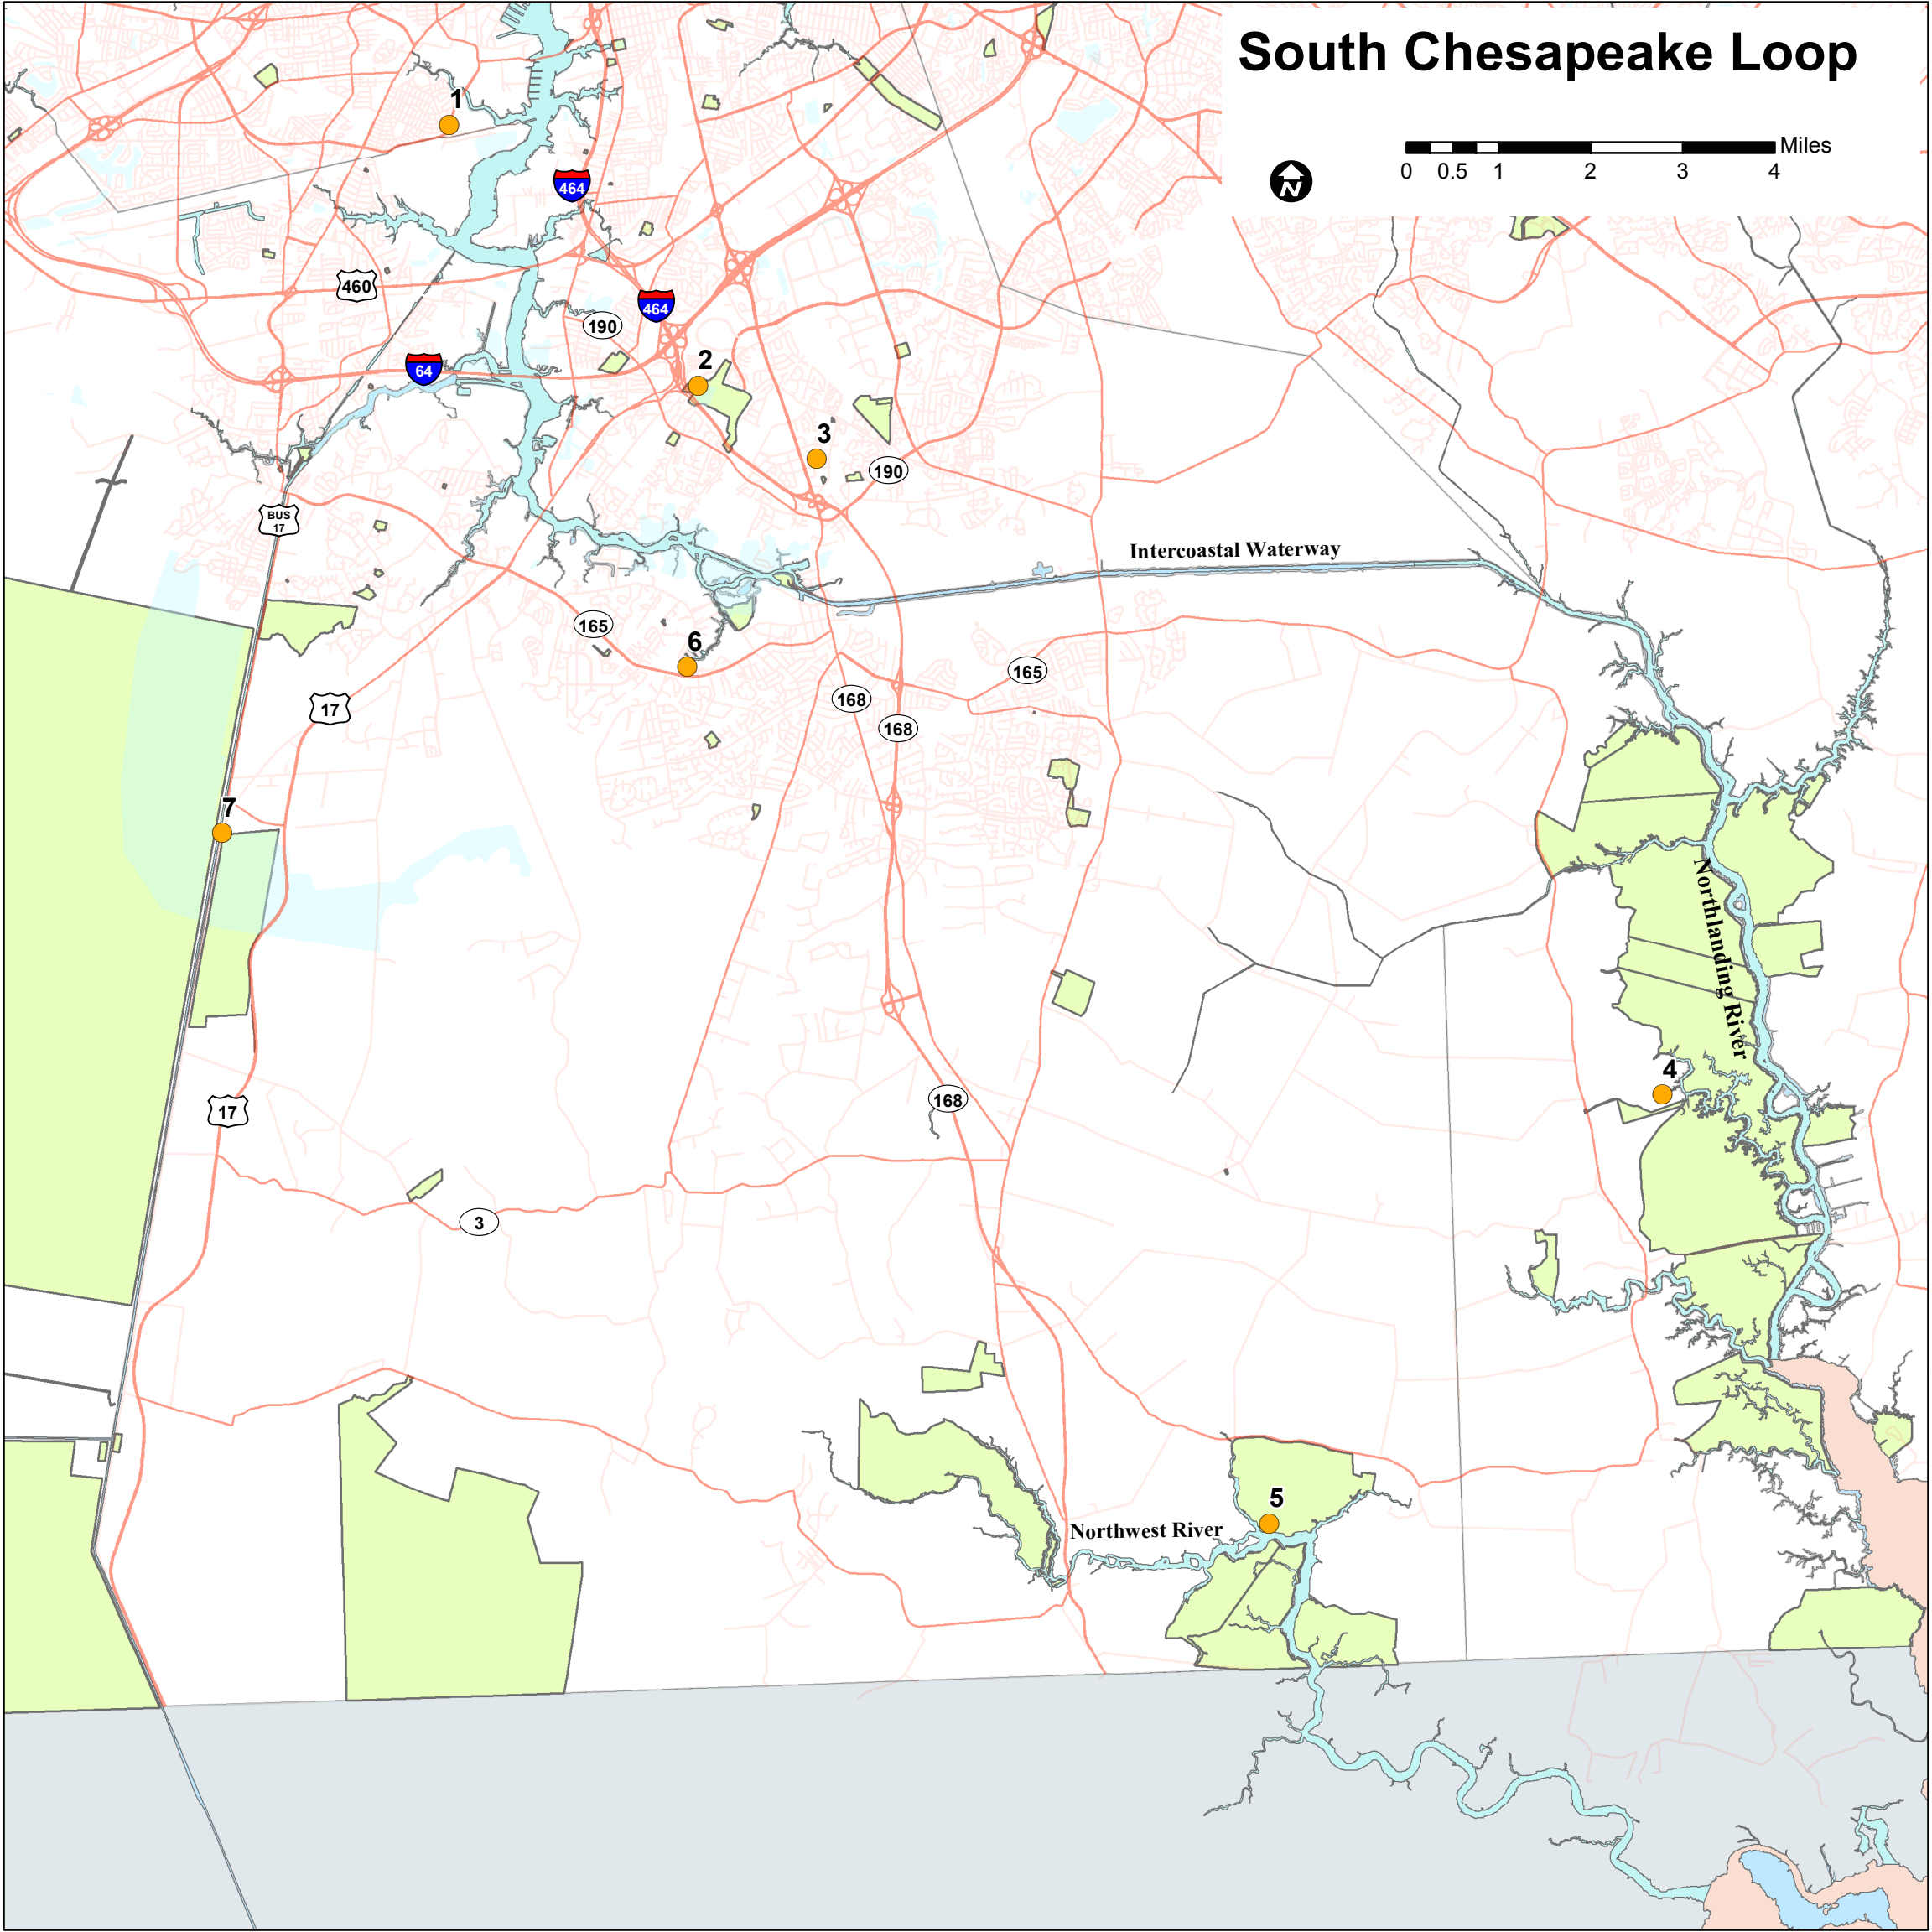 South Chesapeake Loop
Miles
0 0.5 1 2 3 4
N
1
464
460
464
190
2
64
3
190
BUS
17
Intercoastal Waterway
165
6
165
17
168
168
7
Northlanding River
4
168
17
3
5
Northwest River